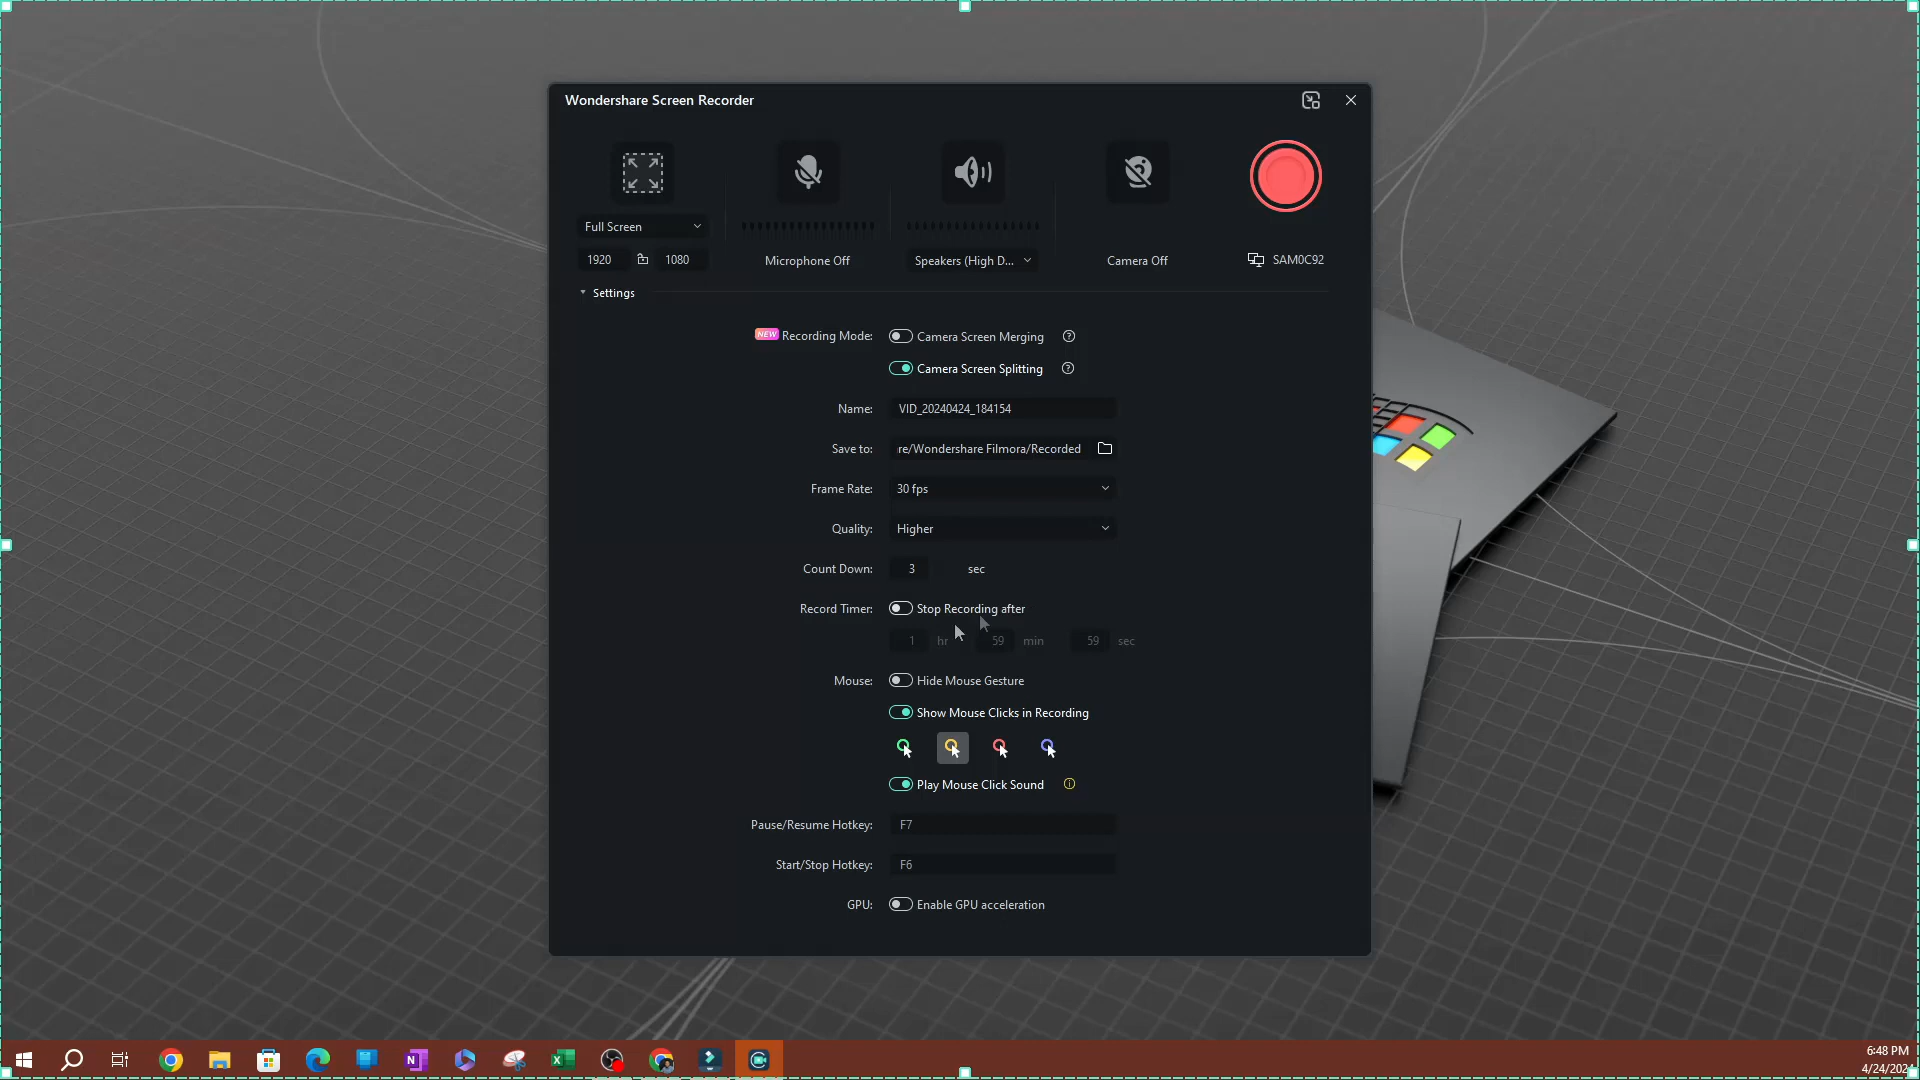 Wondershare Screen Recorder
Full Screen
1920 1080
Microphone Off
Speakers (High D...
Camera Off
SAM0C92
Settings
NEW Recording Mode: Camera Screen Merging
Camera Screen Splitting
Name: VID_20240424_184154
Save to: re/Wondershare Filmora/Recorded
Frame Rate: 30 fps
Quality: Higher
Count Down: 3 sec
Record Timer: Stop Recording after
1 hr 59 min 59 sec
Mouse: Hide Mouse Gesture
Show Mouse Clicks in Recording
Play Mouse Click Sound
Pause/Resume Hotkey: F7
Start/Stop Hotkey: F6
GPU: Enable GPU acceleration
6:48 PM
4/24/202